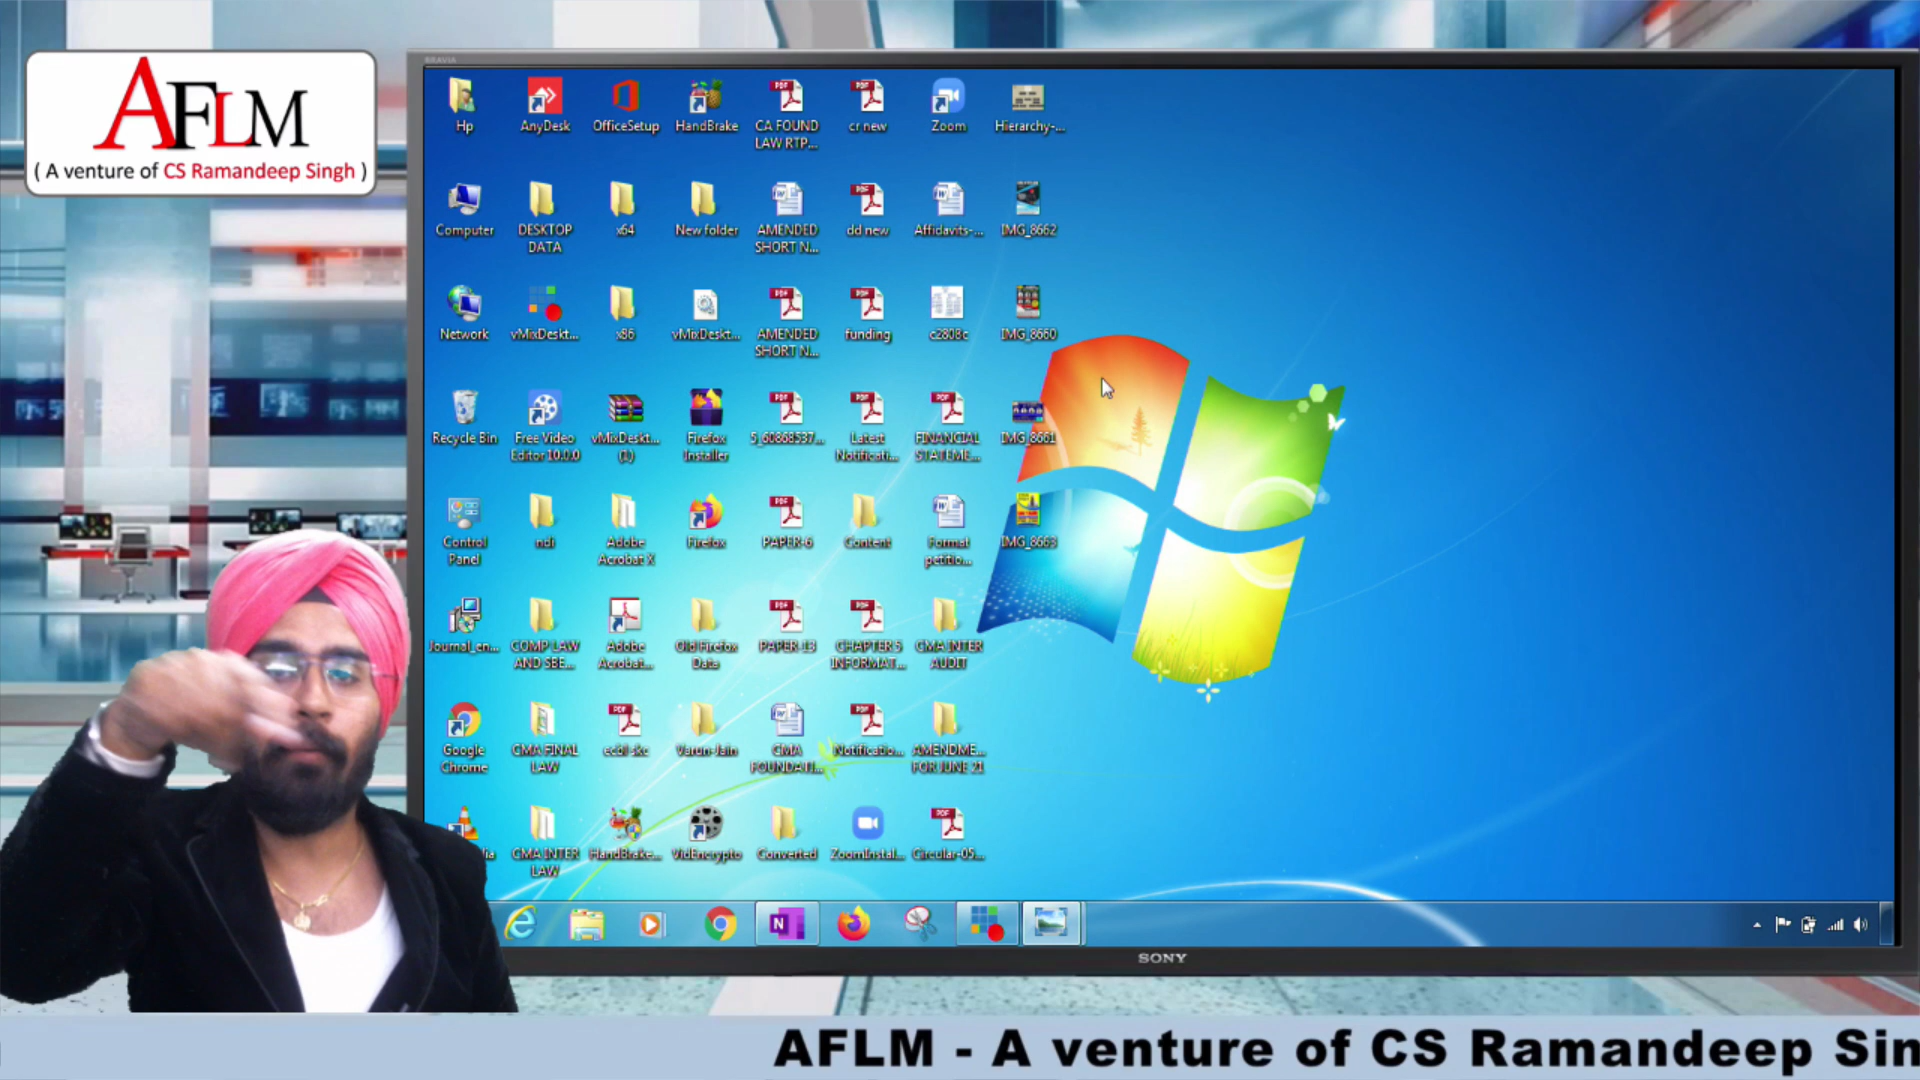 AFLM
( A venture of CS Ramandeep Singh )
BRAVIA
Hp
AnyDesk
OfficeSetup
HandBrake
CA FOUND
LAW RTP...
cr new
Zoom
Hierarchy-...
Computer
DESKTOP
DATA
x64
New folder
AMENDED
SHORT N...
dd new
Affidavits-...
IMG_8662
Network
vMixDeskt...
x86
vMixDeskt...
AMENDED
SHORT N...
funding
c2808c
IMG_8660
Recycle Bin
Free Video
Editor 10.0.0
vMixDeskt...
(1)
Firefox
Installer
5_60868537...
Latest
Notificati...
FINANCIAL
STATEME...
IMG_8661
Control
Panel
ndi
Adobe
Acrobat X
Firefox
PAPER-6
Content
Format
petitio...
IMG_8663
Journal_en...
COMP LAW
AND SBE...
Adobe
Acrobat...
Old Firefox
Data
PAPER-13
CHAPTER 5
INFORMAT...
CMA INTER
AUDIT
Google
Chrome
CMA FINAL
LAW
Varun-Jain
CMA
FOUNDATI...
Notificatio...
AMENDME...
FOR JUNE 21
CMA INTER
LAW
HandBrake...
VidEncrypto
Converted
ZoomInstal...
Circular-05...
SONY
AFLM - A venture of CS Ramandeep Sin